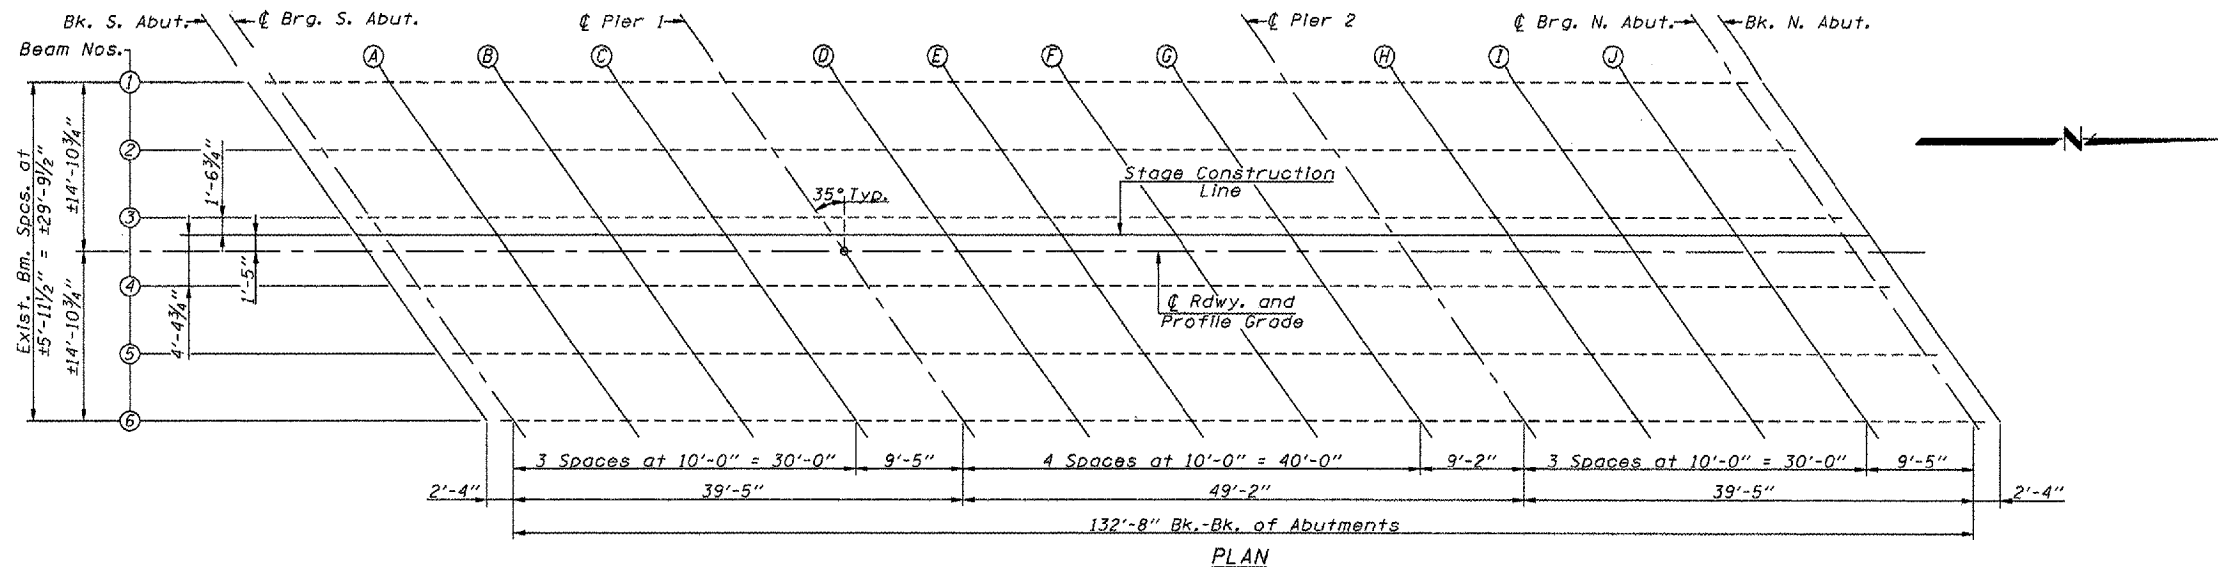 Bk. S. Abut.
℄ Brg. S. Abut.
℄ Pier 1
℄ Pier 2
℄ Brg. N. Abut.
Bk. N. Abut.
Beam Nos.
A
B
C
D
E
F
G
H
I
J
1
2
3
4
5
6
Exist. Bm. Spcs. at
±5'-11½" = ±29'-9½"
±14'-10¾"
±14'-10¾"
1'-6¾"
4'-4¾"
1'-5"
35° Typ.
Stage Construction
Line
℄ Rdwy. and
Profile Grade
N
3 Spaces at 10'-0" = 30'-0"
9'-5"
4 Spaces at 10'-0" = 40'-0"
9'-2"
3 Spaces at 10'-0" = 30'-0"
9'-5"
2'-4"
39'-5"
49'-2"
39'-5"
2'-4"
132'-8" Bk.-Bk. of Abutments
PLAN